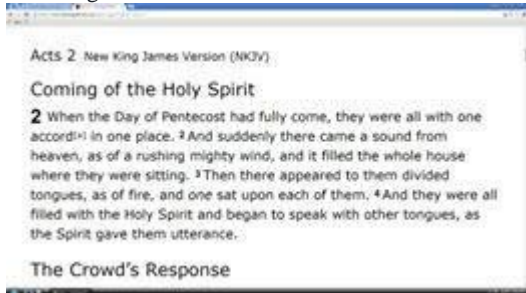 Acts 2 New King James Version (NKJV)
Coming of the Holy Spirit
2 When the Day of Pentecost had fully come, they were all with one
accord[a] in one place. 2 And suddenly there came a sound from
heaven, as of a rushing mighty wind, and it filled the whole house
where they were sitting. 3 Then there appeared to them divided
tongues, as of fire, and one sat upon each of them. 4 And they were all
filled with the Holy Spirit and began to speak with other tongues, as
the Spirit gave them utterance.
The Crowd's Response